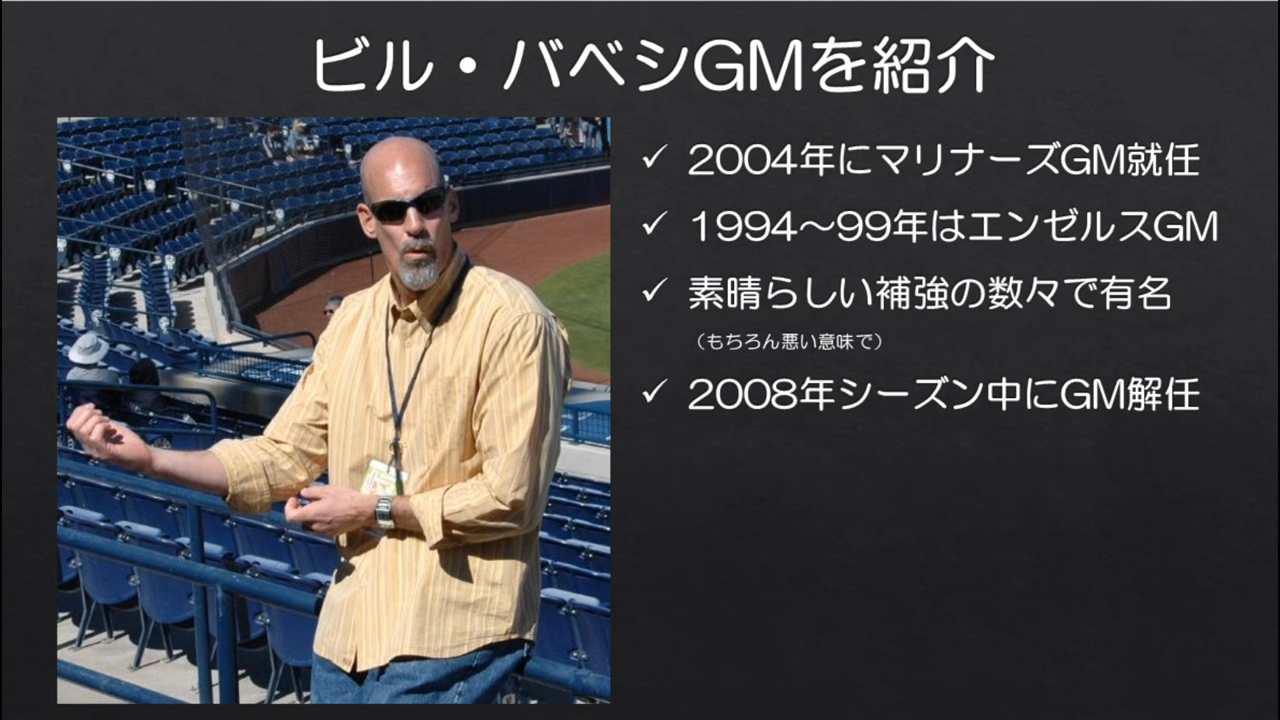 ビル・バベシGMを紹介
✓ 2004年にマリナーズGM就任
✓ 1994～99年はエンゼルスGM
✓ 素晴らしい補強の数々で有名
（もちろん悪い意味で）
✓ 2008年シーズン中にGM解任